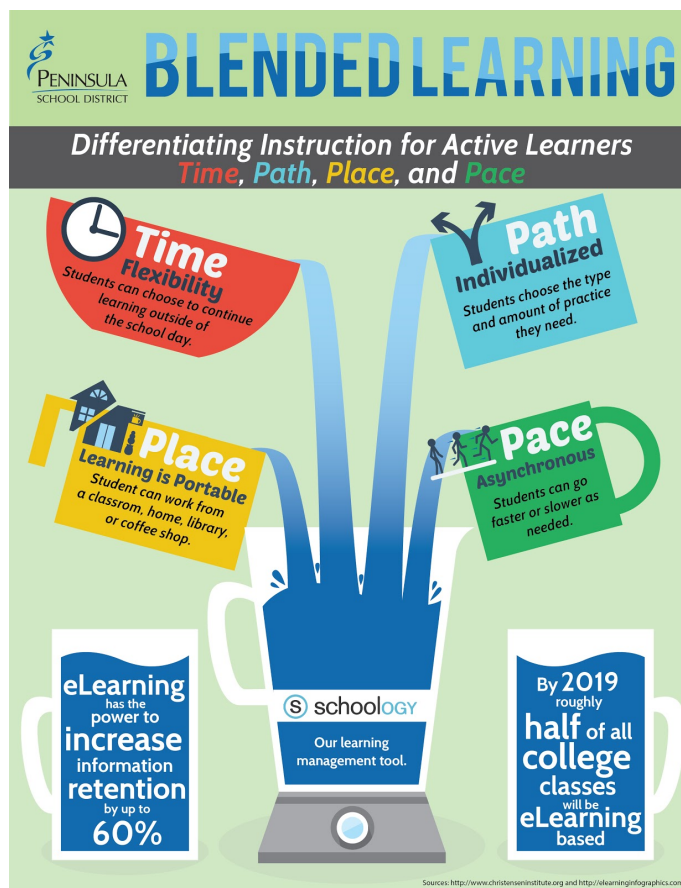 PENINSULA
SCHOOL DISTRICT
BLENDED LEARNING
Differentiating Instruction for Active Learners
Time, Path, Place, and Pace
Time
Flexibility
Students can choose to continue
learning outside of
the school day.
Path
Individualized
Students choose the type
and amount of practice
they need.
Place
Learning is Portable
Student can work from
a classrom, home, library,
or coffee shop.
Pace
Asynchronous
Students can go
faster or slower as
needed.
eLearning
has the
power to
increase
information
retention
by up to
60%
S schoology
Our learning
management tool.
By 2019
roughly
half of all
college
classes
will be
eLearning
based
Sources: http://www.christenseninstitute.org and http://elearninginfographics.com